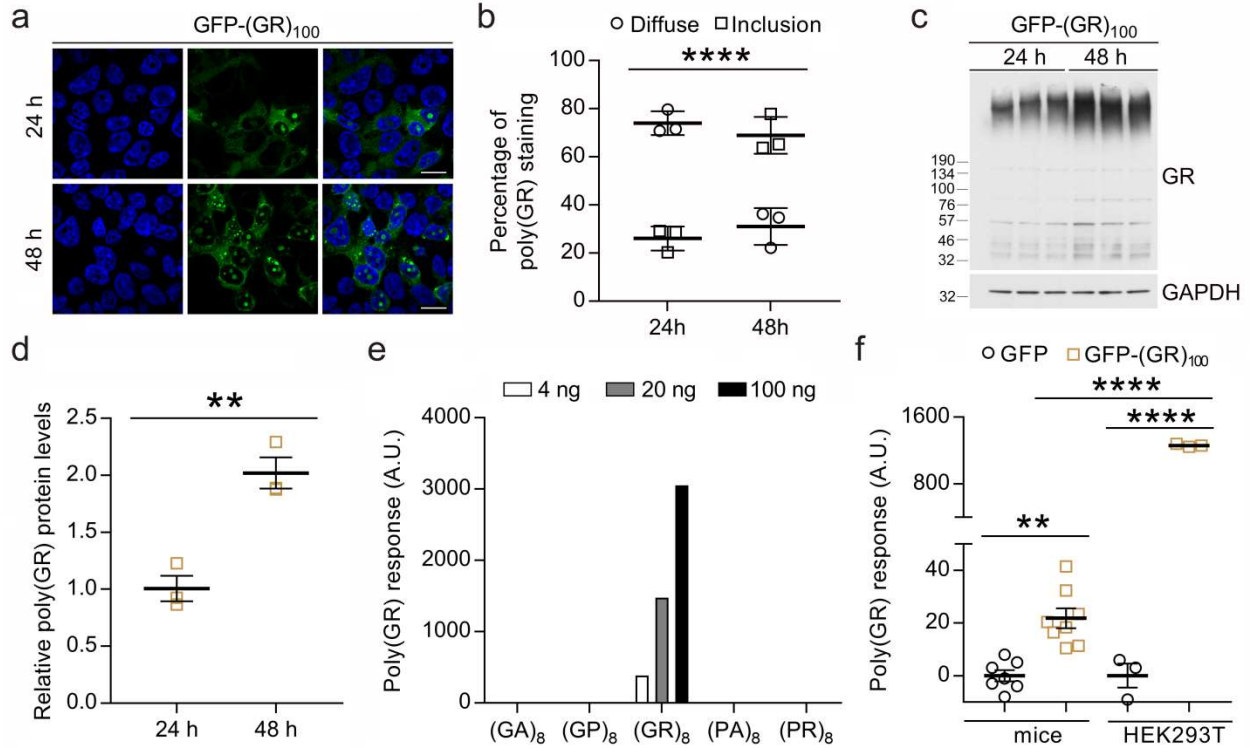 a
GFP-(GR)100
24 h
48 h
b
Diffuse Inclusion
****
Percentage of
poly(GR) staining
100
80
60
40
20
0
24h 48h
c
GFP-(GR)100
24 h 48 h
190
134
100
76
57
46
32
GR
32
GAPDH
d
**
Relative poly(GR) protein levels
2.5
2.0
1.5
1.0
0.5
0.0
24 h 48 h
e
4 ng 20 ng 100 ng
Poly(GR) response (A.U.)
4000
3000
2000
1000
0
(GA)8 (GP)8 (GR)8 (PA)8 (PR)8
f
GFP GFP-(GR)100
****
****
**
Poly(GR) response (A.U.)
1600
800
40
20
0
mice HEK293T